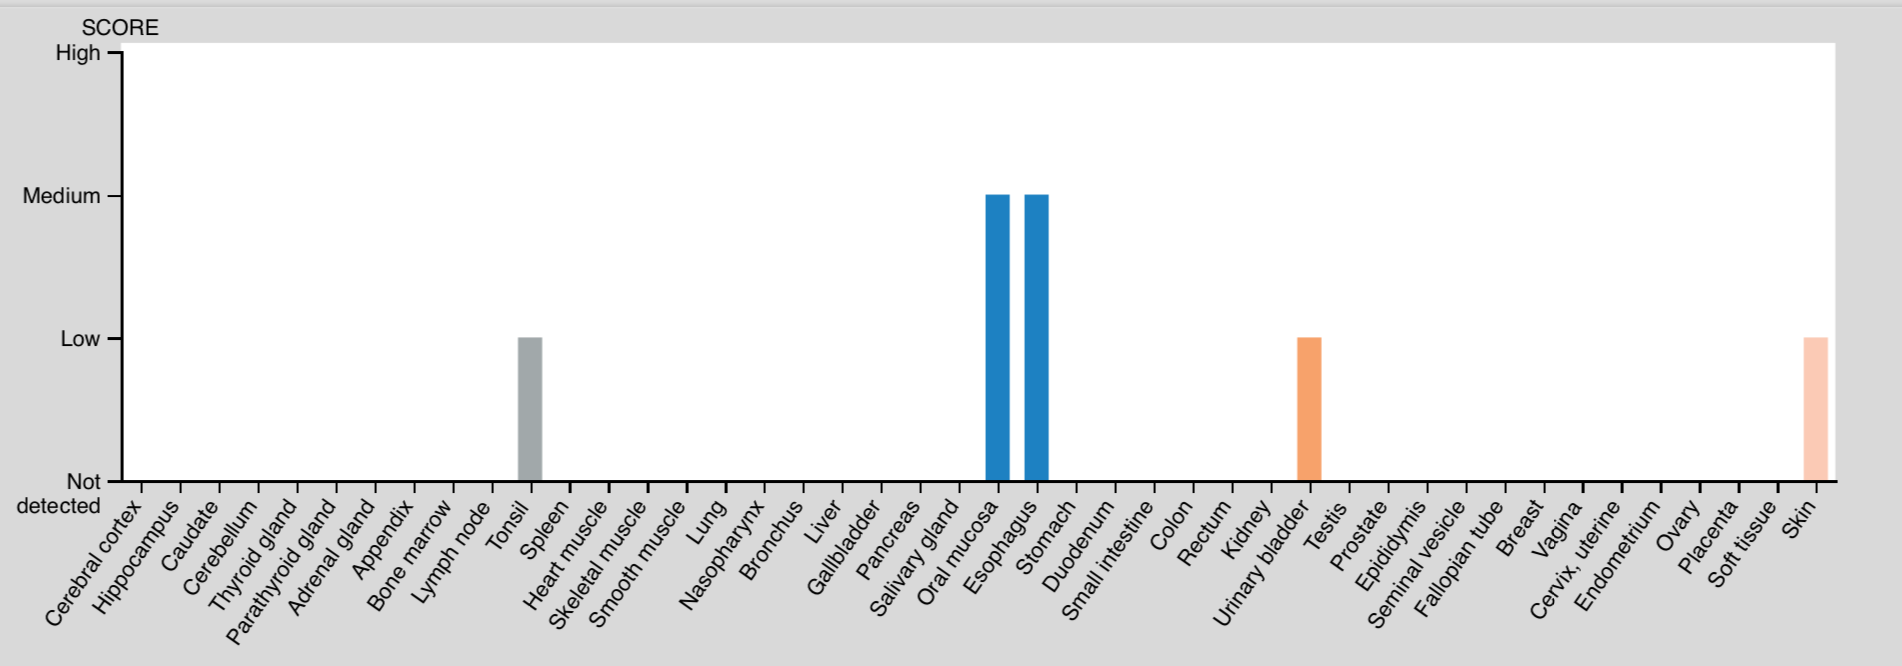 SCORE
High
Medium
Low
Not
detected
Cerebral cortex
Hippocampus
Caudate
Cerebellum
Thyroid gland
Parathyroid gland
Adrenal gland
Appendix
Bone marrow
Lymph node
Tonsil
Spleen
Heart muscle
Skeletal muscle
Smooth muscle
Lung
Nasopharynx
Bronchus
Liver
Gallbladder
Pancreas
Salivary gland
Oral mucosa
Esophagus
Stomach
Duodenum
Small intestine
Colon
Rectum
Kidney
Urinary bladder
Testis
Prostate
Epididymis
Seminal vesicle
Fallopian tube
Breast
Vagina
Cervix, uterine
Endometrium
Ovary
Placenta
Soft tissue
Skin